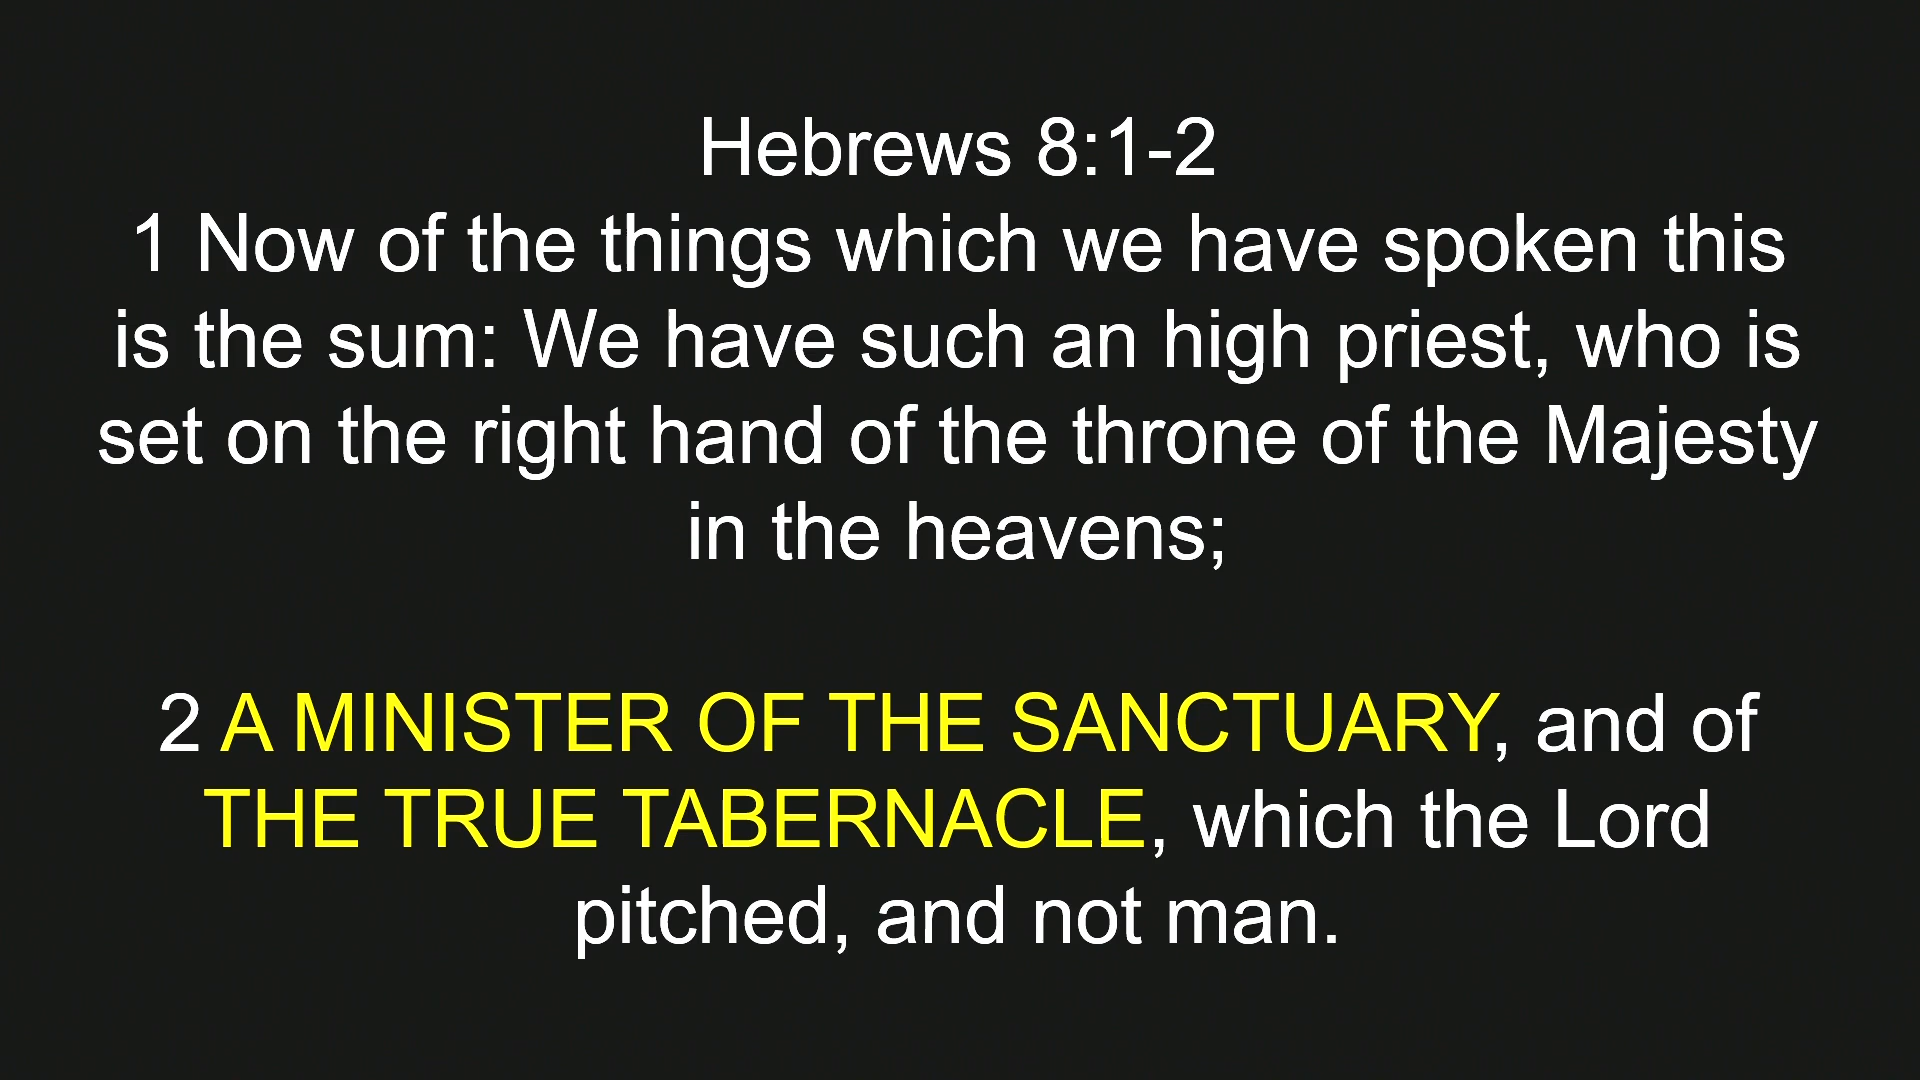 Hebrews 8:1-2
1 Now of the things which we have spoken this
is the sum: We have such an high priest, who is
set on the right hand of the throne of the Majesty
in the heavens;
2 A MINISTER OF THE SANCTUARY, and of
THE TRUE TABERNACLE, which the Lord
pitched, and not man.